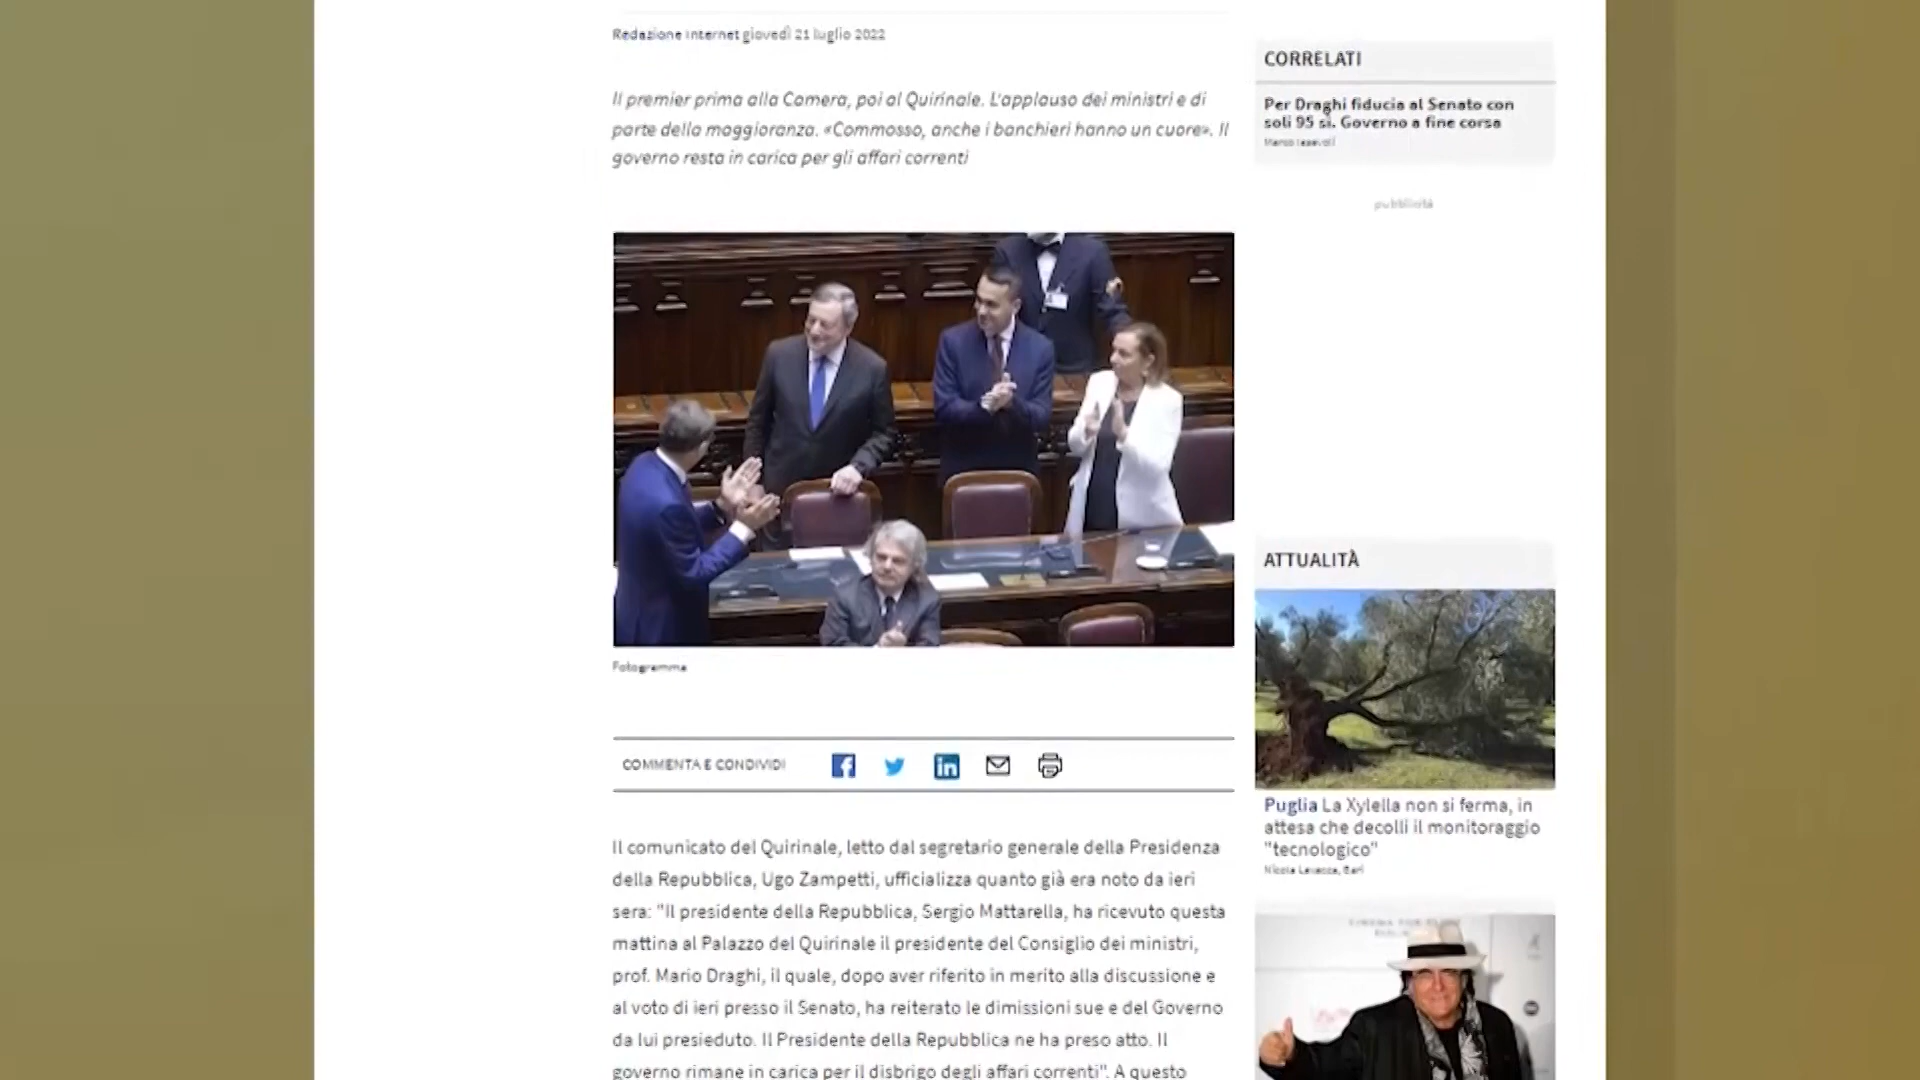 Redazione Internet giovedì 21 luglio 2022
Il premier prima alla Camera, poi al Quirinale. L'applauso dei ministri e di
parte della maggioranza. «Commosso, anche i banchieri hanno un cuore». Il
governo resta in carica per gli affari correnti
Fotogramma
COMMENTA E CONDIVIDI
Il comunicato del Quirinale, letto dal segretario generale della Presidenza
della Repubblica, Ugo Zampetti, ufficializza quanto già era noto da ieri
sera: "Il presidente della Repubblica, Sergio Mattarella, ha ricevuto questa
mattina al Palazzo del Quirinale il presidente del Consiglio dei ministri,
prof. Mario Draghi, il quale, dopo aver riferito in merito alla discussione e
al voto di ieri presso il Senato, ha reiterato le dimissioni sue e del Governo
da lui presieduto. Il Presidente della Repubblica ne ha preso atto. Il
governo rimane in carica per il disbrigo degli affari correnti". A questo
CORRELATI
Per Draghi fiducia al Senato con
soli 95 sì. Governo a fine corsa
Marco Iasevoli
pubblicità
ATTUALITÀ
Puglia La Xylella non si ferma, in
attesa che decolli il monitoraggio
"tecnologico"
Nicola Lavacca, Bari